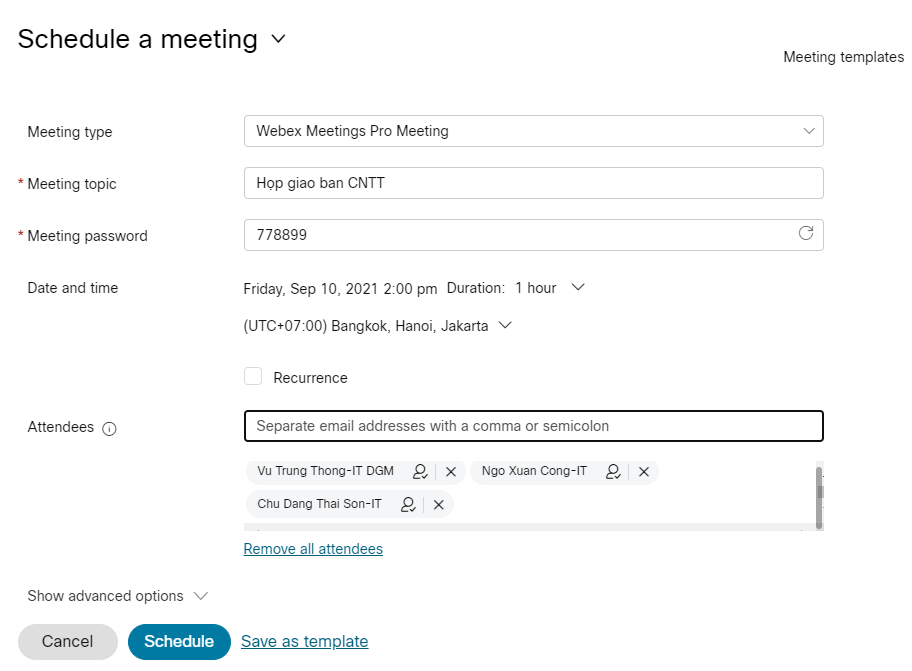 Schedule a meeting
Meeting templates
Meeting type
Webex Meetings Pro Meeting
* Meeting topic
Họp giao ban CNTT
* Meeting password
778899
Date and time
Friday, Sep 10, 2021 2:00 pm Duration: 1 hour
(UTC+07:00) Bangkok, Hanoi, Jakarta
Recurrence
Attendees
Separate email addresses with a comma or semicolon
Vu Trung Thong-IT DGM
Ngo Xuan Cong-IT
Chu Dang Thai Son-IT
Remove all attendees
Show advanced options
Cancel
Schedule
Save as template